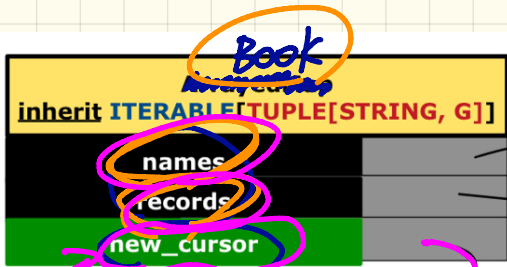 Book
inherit ITERABLE[TUPLE[STRING, G]]
names
records
new_cursor